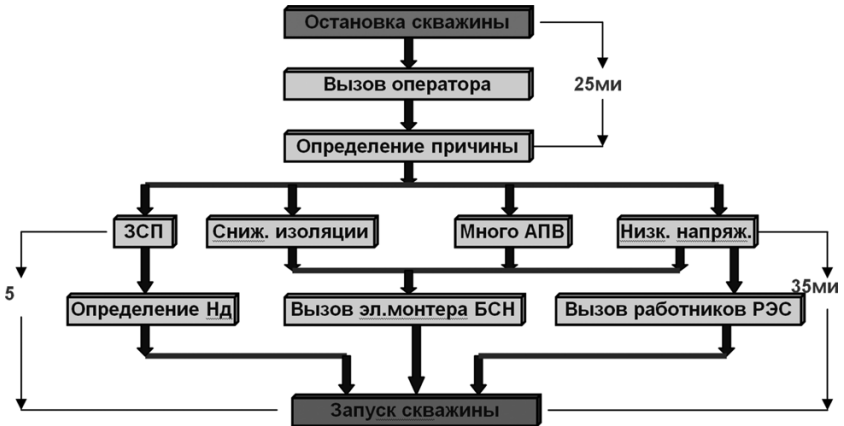 Остановка скважины
Вызов оператора
25ми
Определение причины
ЗСП
Сниж. изоляции
Много АПВ
Низк. напряж.
5
35ми
Определение Нд
Вызов эл.монтера БСН
Вызов работников РЭС
Запуск скважины